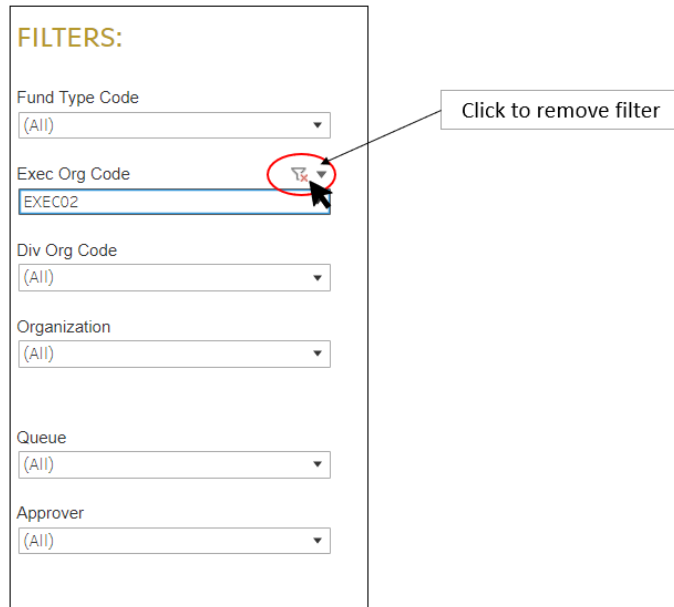 FILTERS:
Fund Type Code
(All)
Click to remove filter
Exec Org Code
EXEC02
Div Org Code
(All)
Organization
(All)
Queue
(All)
Approver
(All)